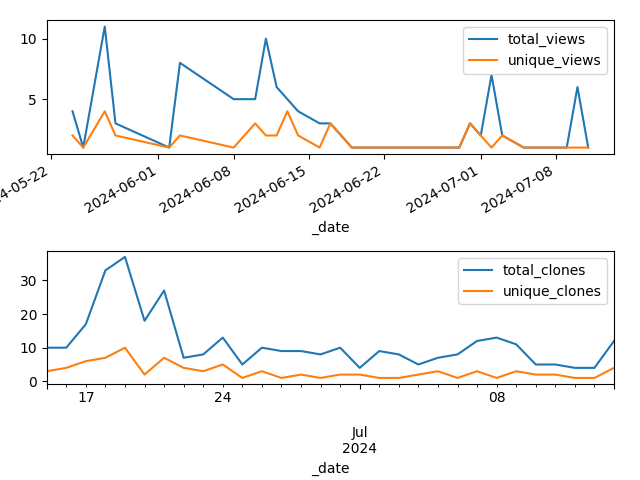 10
5
total_views
unique_views
4-05-22
2024-06-01
2024-06-08
2024-06-15
2024-06-22
2024-07-01
2024-07-08
_date
30
20
10
0
total_clones
unique_clones
17
24
08
Jul
2024
_date